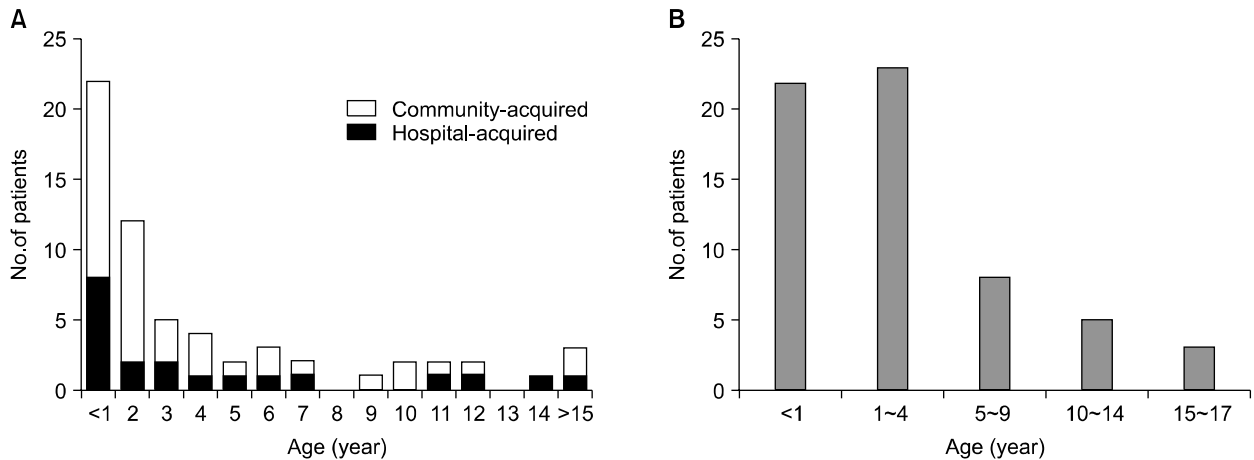 A
25
20
15
10
5
0
No.of patients
Community-acquired
Hospital-acquired
<1 2 3 4 5 6 7 8 9 10 11 12 13 14 >15
Age (year)
B
25
20
15
10
5
0
No.of patients
<1 1~4 5~9 10~14 15~17
Age (year)